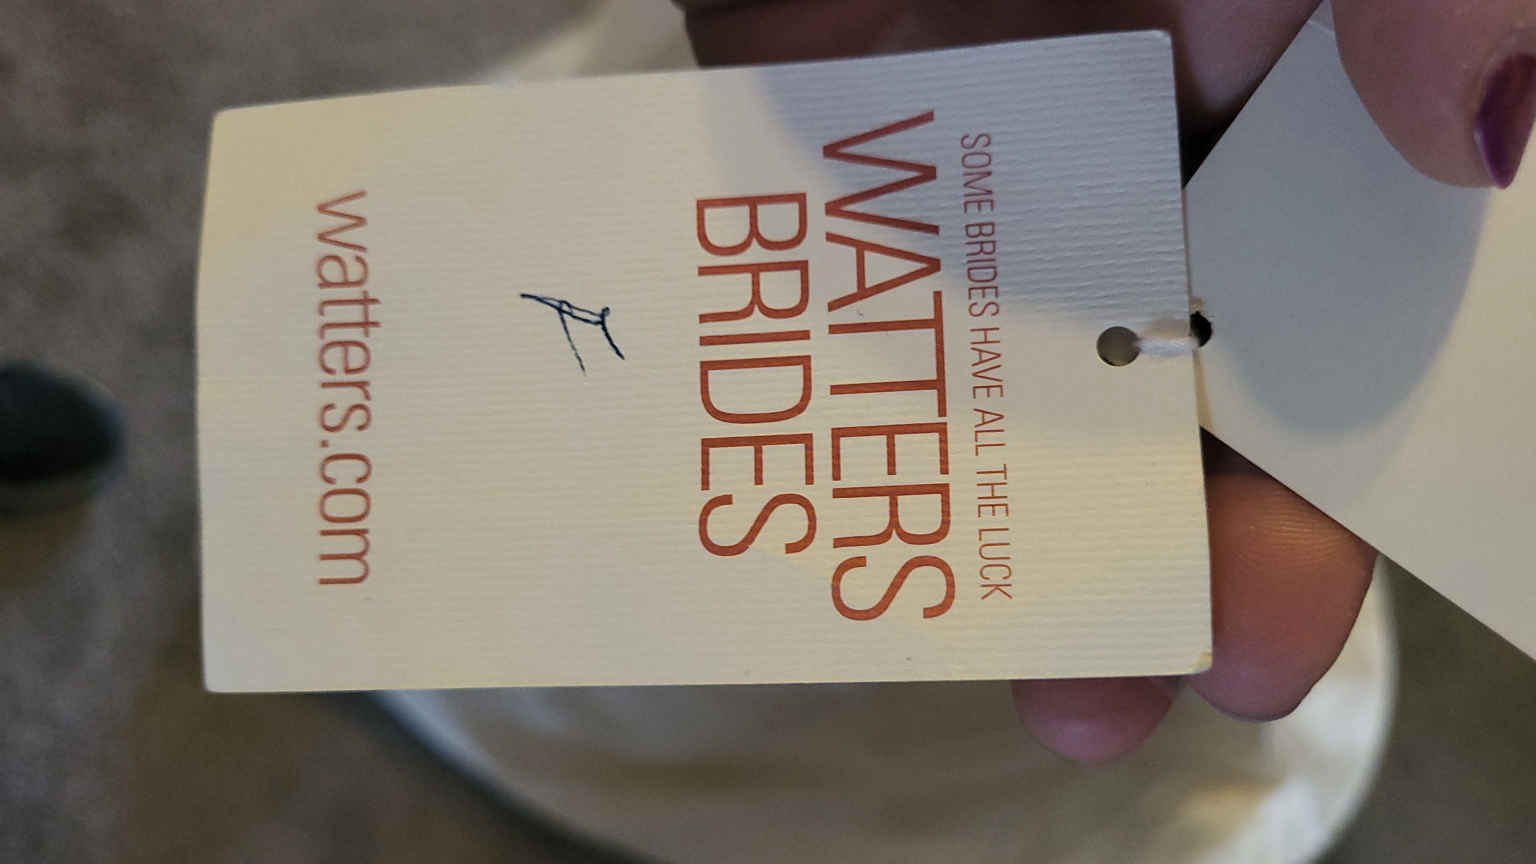 SOME BRIDES HAVE ALL THE LUCK
WATTERS
BRIDES
watters.com